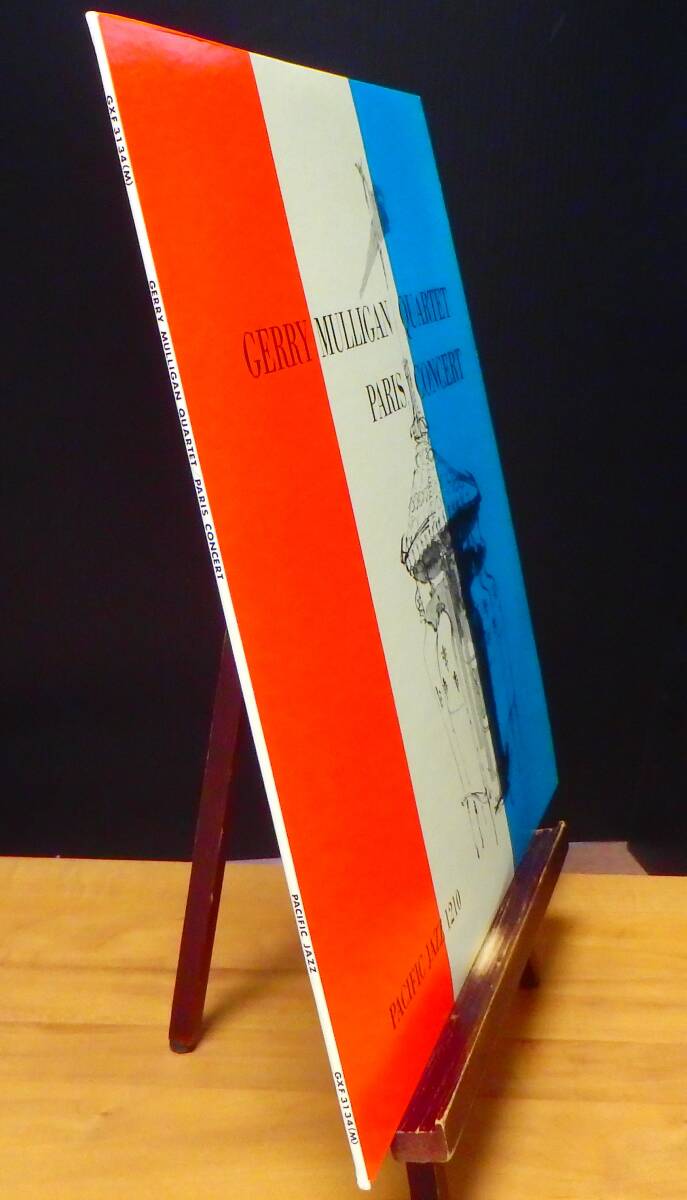 GXF 3134(M)
GERRY MULLIGAN QUARTET PARIS CONCERT
PACIFIC JAZZ
GXF 3134(M)
GERRY MULLIGAN QUARTET
PARIS CONCERT
PACIFIC JAZZ 1210